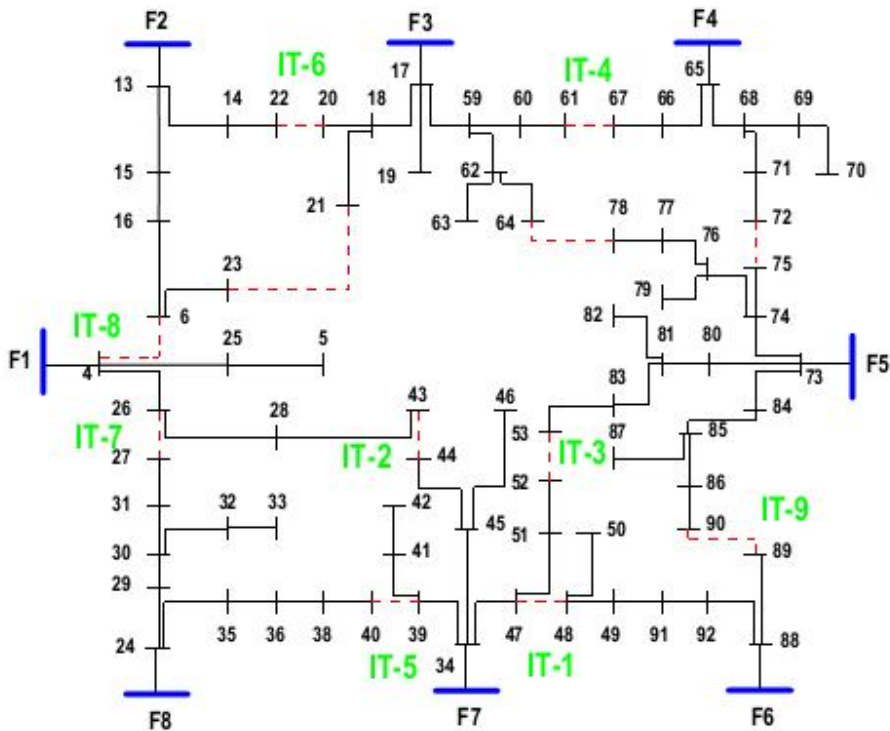 F2 F3 F4
IT-6 IT-4
13 17 65
14 22 20 18 59 60 61 67 66 68 69
15 19 62 71 70
16 21 63 64 78 77 76 72
23 75
6 79 82 74
IT-8 25 5 81 80
F1 4 F5
73
26 28 43 46 83 84
IT-7 IT-2 53 IT-3 87 85
27 44
31 32 33 42 52 86
45 51 50 90 IT-9
30 41 89
29
24 35 36 38 40 39 47 48 49 91 92 88
IT-5 34 IT-1
F8 F7 F6